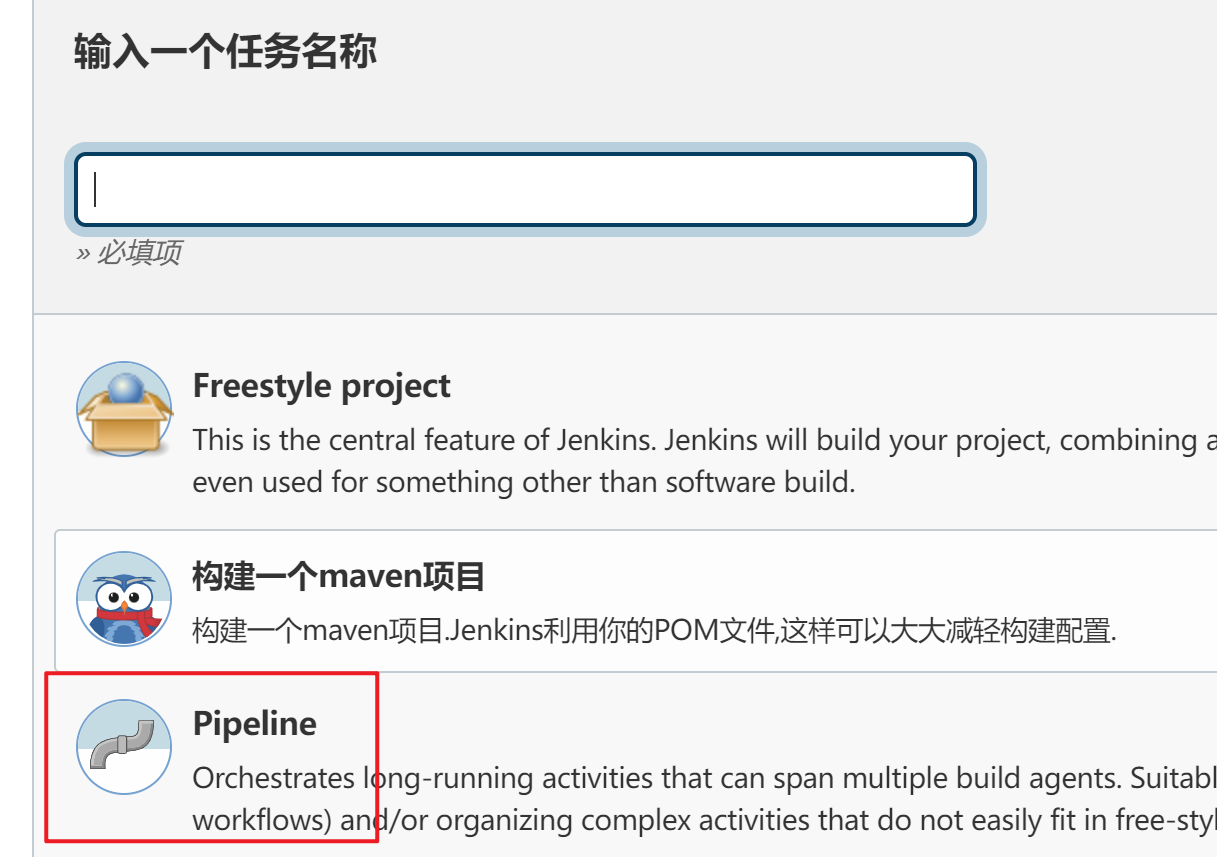 输入一个任务名称
» 必填项
Freestyle project
This is the central feature of Jenkins. Jenkins will build your project, combining a
even used for something other than software build.
构建一个maven项目
构建一个maven项目.Jenkins利用你的POM文件,这样可以大大减轻构建配置.
Pipeline
Orchestrates long-running activities that can span multiple build agents. Suitabl
workflows) and/or organizing complex activities that do not easily fit in free-styl